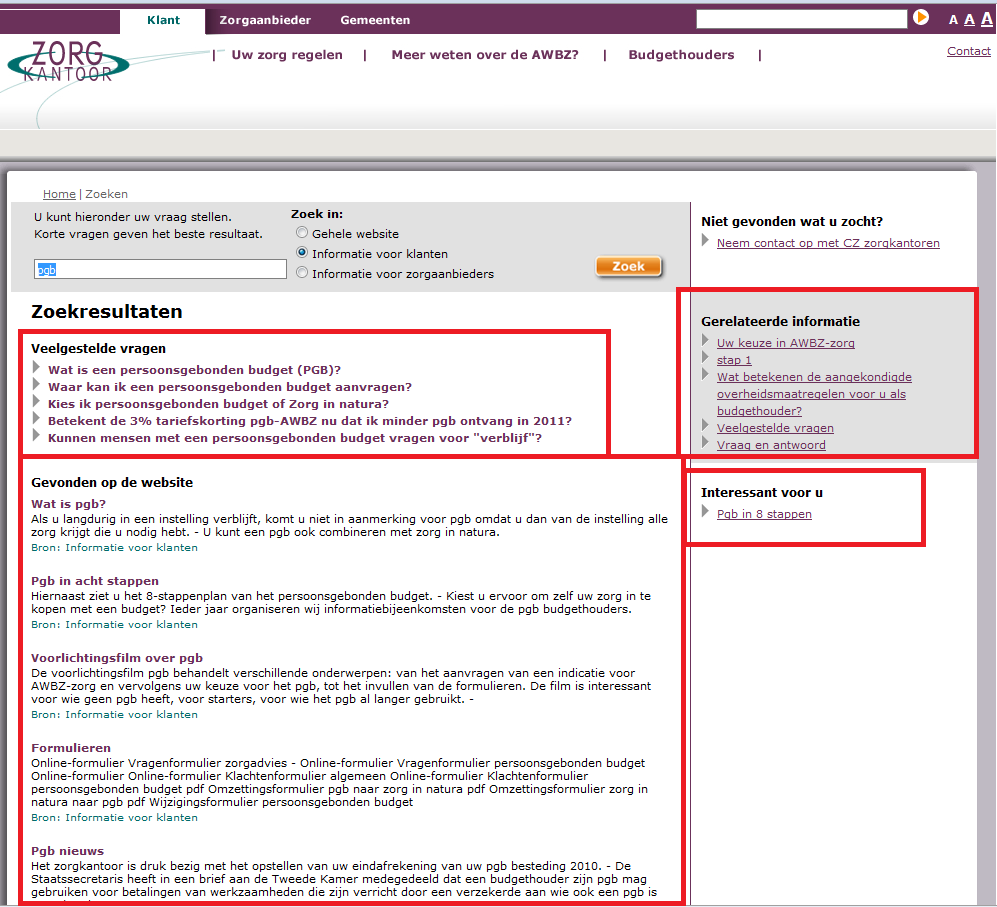 Klant
Zorgaanbieder
Gemeenten
A A A
ZORG
KANTOOR
| Uw zorg regelen | Meer weten over de AWBZ? | Budgethouders |
Contact
Home | Zoeken
U kunt hieronder uw vraag stellen.
Korte vragen geven het beste resultaat.
pgb
Zoek in:
Gehele website
Informatie voor klanten
Informatie voor zorgaanbieders
Zoek
Zoekresultaten
Veelgestelde vragen
Wat is een persoonsgebonden budget (PGB)?
Waar kan ik een persoonsgebonden budget aanvragen?
Kies ik persoonsgebonden budget of Zorg in natura?
Betekent de 3% tariefskorting pgb-AWBZ nu dat ik minder pgb ontvang in 2011?
Kunnen mensen met een persoonsgebonden budget vragen voor "verblijf"?
Gevonden op de website
Wat is pgb?
Als u langdurig in een instelling verblijft, komt u niet in aanmerking voor pgb omdat u dan van de instelling alle
zorg krijgt die u nodig hebt. - U kunt een pgb ook combineren met zorg in natura.
Bron: Informatie voor klanten
Pgb in acht stappen
Hiernaast ziet u het 8-stappenplan van het persoonsgebonden budget. - Kiest u ervoor om zelf uw zorg in te
kopen met een budget? Ieder jaar organiseren wij informatiebijeenkomsten voor de pgb budgethouders.
Bron: Informatie voor klanten
Voorlichtingsfilm over pgb
De voorlichtingsfilm pgb behandelt verschillende onderwerpen: van het aanvragen van een indicatie voor
AWBZ-zorg en vervolgens uw keuze voor het pgb, tot het invullen van de formulieren. De film is interessant
voor wie geen pgb heeft, voor starters, voor wie het pgb al langer gebruikt. -
Bron: Informatie voor klanten
Formulieren
Online-formulier Vragenformulier zorgadvies - Online-formulier Vragenformulier persoonsgebonden budget
Online-formulier Online-formulier Klachtenformulier algemeen Online-formulier Klachtenformulier
persoonsgebonden budget pdf Omzettingsformulier pgb naar zorg in natura pdf Omzettingsformulier zorg in
natura naar pgb pdf Wijzigingsformulier persoonsgebonden budget
Bron: Informatie voor klanten
Pgb nieuws
Het zorgkantoor is druk bezig met het opstellen van uw eindafrekening van uw pgb besteding 2010. - De
Staatssecretaris heeft in een brief aan de Tweede Kamer medegedeeld dat een budgethouder zijn pgb mag
gebruiken voor betalingen van werkzaamheden die zijn verricht door een verzekerde aan wie ook een pgb is
Niet gevonden wat u zocht?
Neem contact op met CZ zorgkantoren
Gerelateerde informatie
Uw keuze in AWBZ-zorg
stap 1
Wat betekenen de aangekondigde
overheidsmaatregelen voor u als
budgethouder?
Veelgestelde vragen
Vraag en antwoord
Interessant voor u
Pgb in 8 stappen